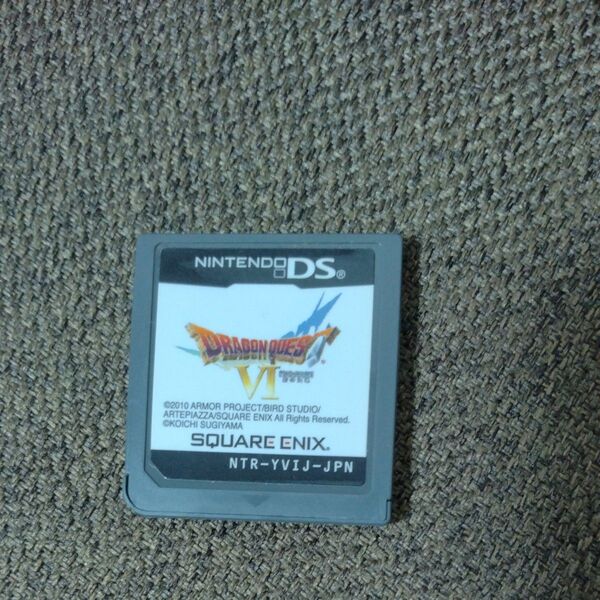 NINTENDO DS®
DRAGON QUEST
VI
©2010 ARMOR PROJECT/BIRD STUDIO/
ARTEPIAZZA/SQUARE ENIX All Rights Reserved.
©KOICHI SUGIYAMA
SQUARE ENIX.
NTR-YVIJ-JPN